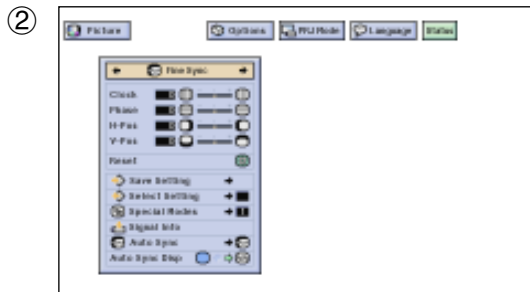 ②
Picture Options PRJ Mode Language Status
Fine Sync
Clock
Phase
H-Pos
V-Pos
Reset
Save Setting
Select Setting
Special Modes
Signal Info
Auto Sync
Auto Sync Disp